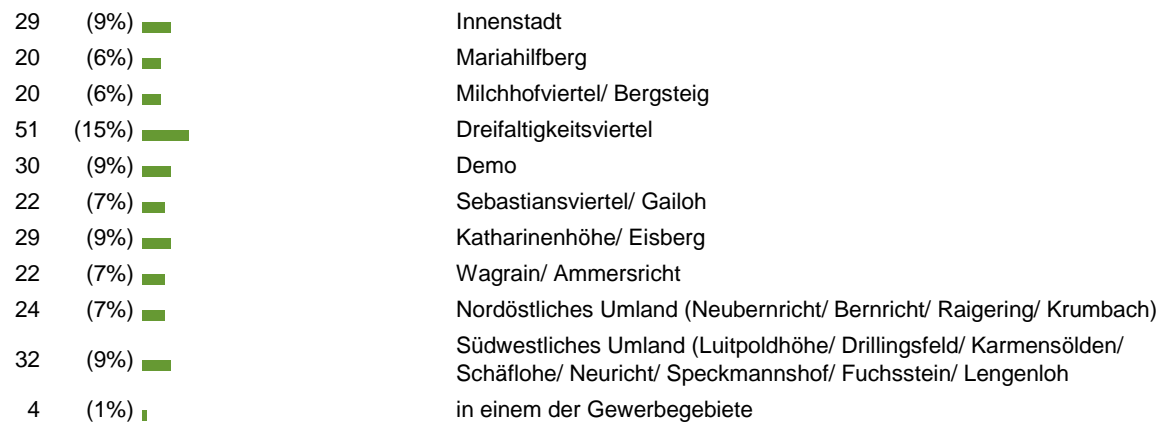 29 (9%) Innenstadt
20 (6%) Mariahilfberg
20 (6%) Milchhofviertel/ Bergsteig
51 (15%) Dreifaltigkeitsviertel
30 (9%) Demo
22 (7%) Sebastiansviertel/ Gailoh
29 (9%) Katharinenhöhe/ Eisberg
22 (7%) Wagrain/ Ammersricht
24 (7%) Nordöstliches Umland (Neubernricht/ Bernricht/ Raigering/ Krumbach)
32 (9%) Südwestliches Umland (Luitpoldhöhe/ Drillingsfeld/ Karmensölden/
Schäflohe/ Neuricht/ Speckmannshof/ Fuchsstein/ Lengenloh
4 (1%) in einem der Gewerbegebiete